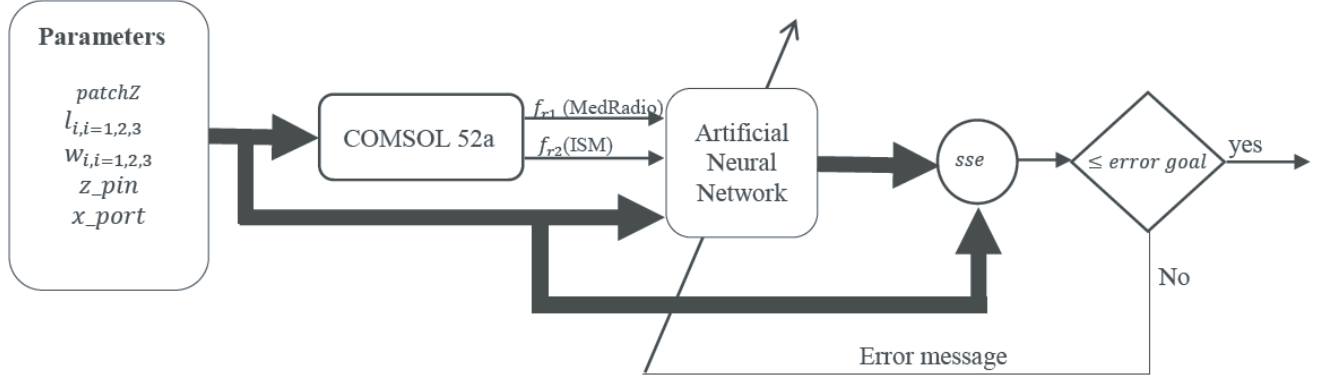 Parameters
patchZ
l_{i,i=1,2,3}
w_{i,i=1,2,3}
z_pin
x_port
COMSOL 52a
f_{r1} (MedRadio)
f_{r2}(ISM)
Artificial
Neural
Network
sse
≤ error goal
yes
No
Error message